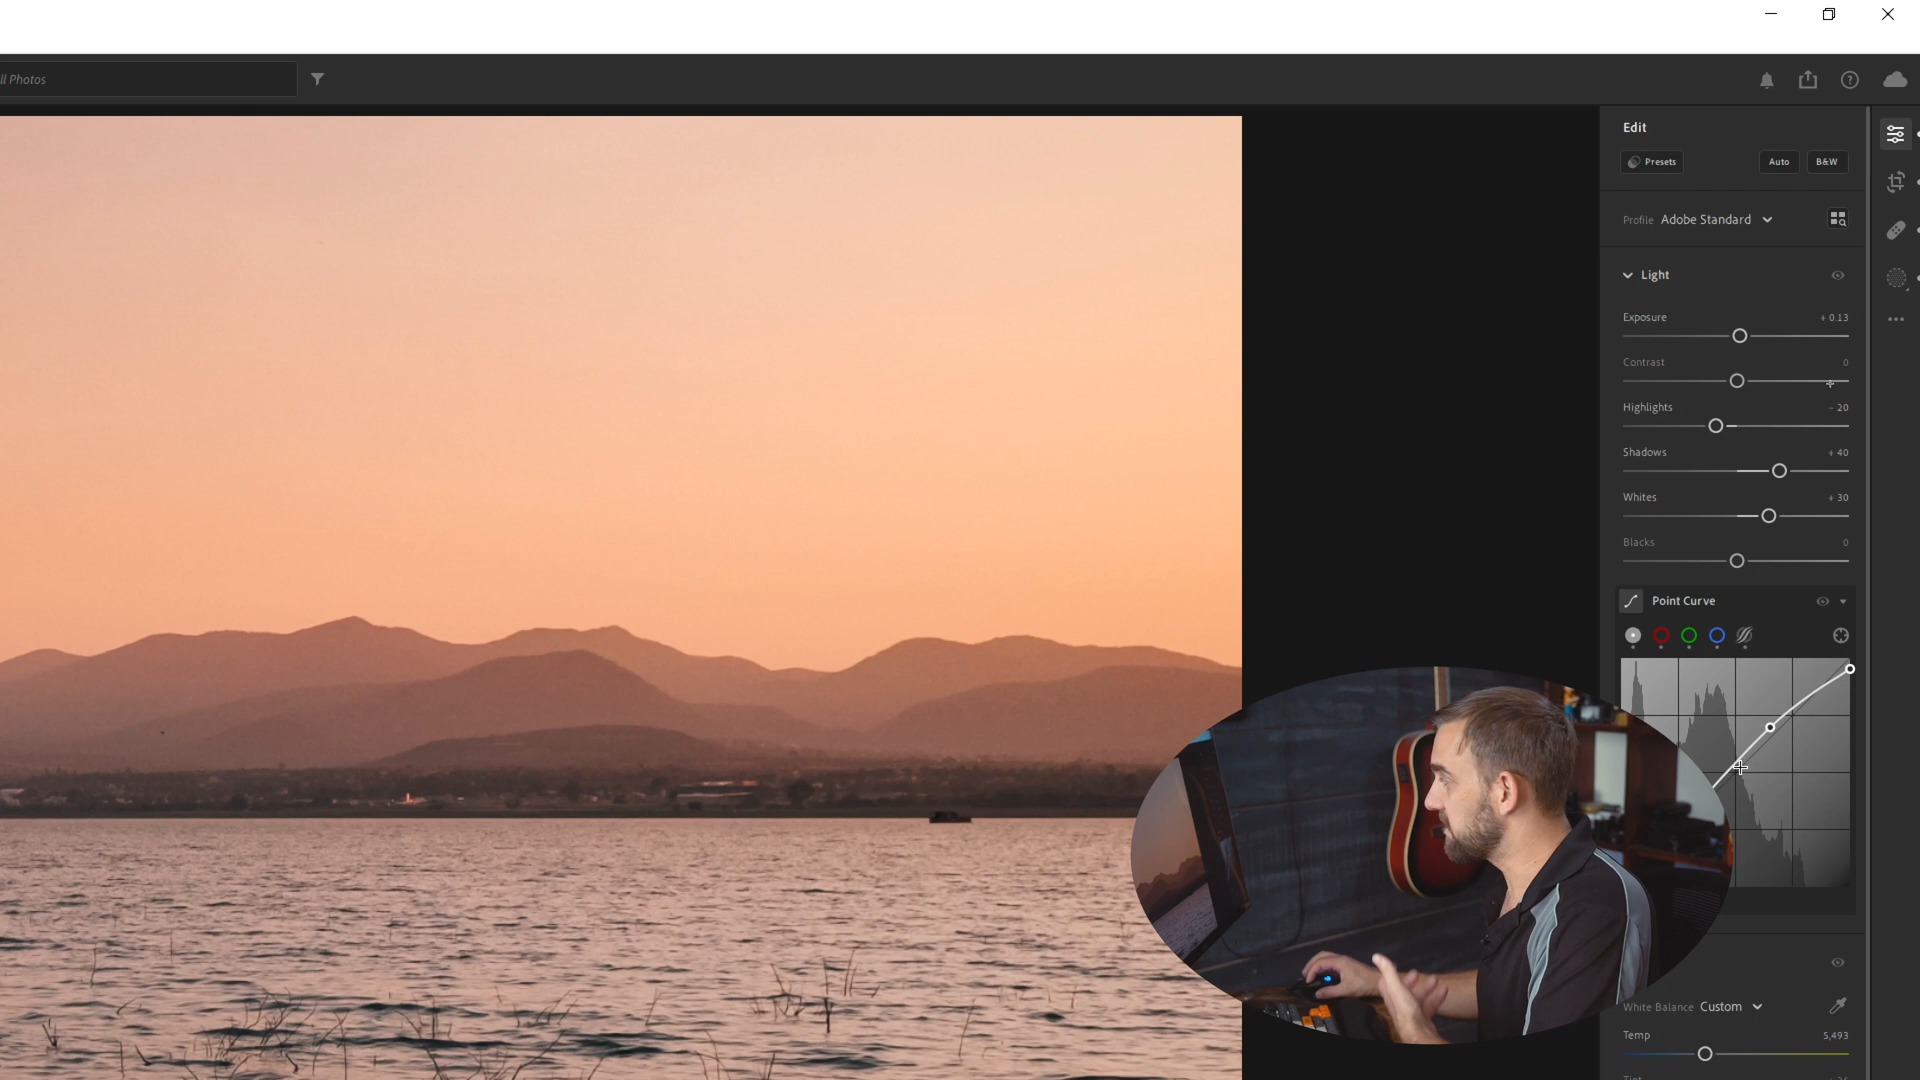 ll Photos
Edit
Presets
Auto
B&W
Profile Adobe Standard
Light
Exposure + 0.13
Contrast 0
Highlights - 20
Shadows + 40
Whites + 30
Blacks 0
Point Curve
White Balance Custom
Temp 5,493